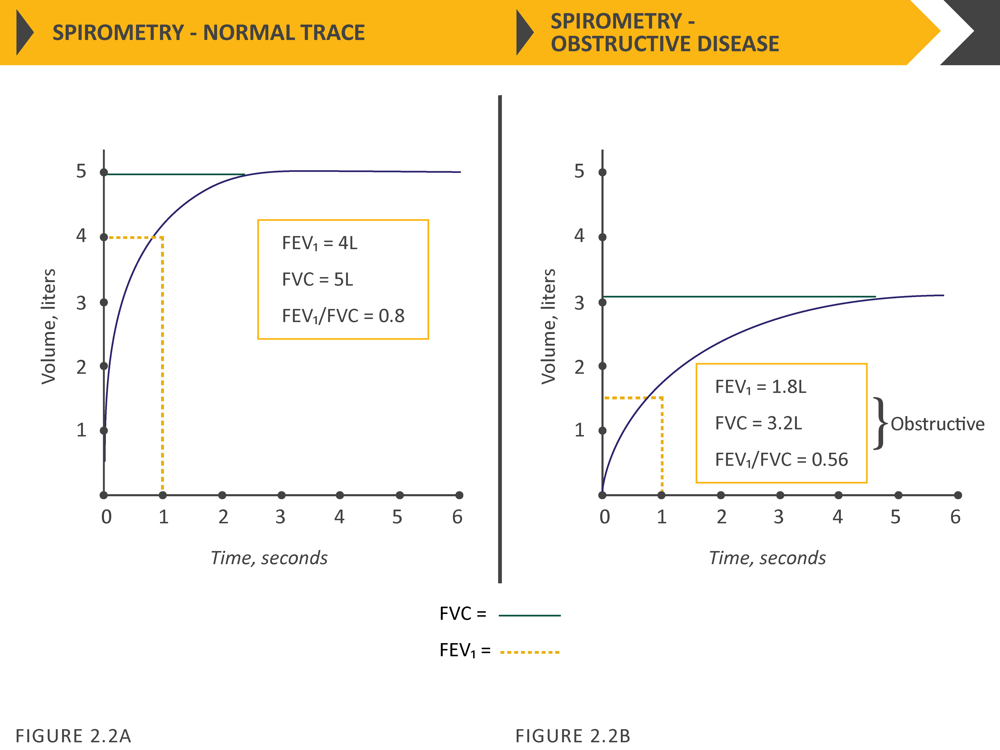 SPIROMETRY - NORMAL TRACE
SPIROMETRY -
OBSTRUCTIVE DISEASE
5
4
3
2
1
Volume, liters
FEV₁ = 4L
FVC = 5L
FEV₁/FVC = 0.8
0 1 2 3 4 5 6
Time, seconds
5
4
3
2
1
Volume, liters
FEV₁ = 1.8L
FVC = 3.2L
FEV₁/FVC = 0.56
} Obstructive
0 1 2 3 4 5 6
Time, seconds
FVC =
FEV₁ =
FIGURE 2.2A
FIGURE 2.2B